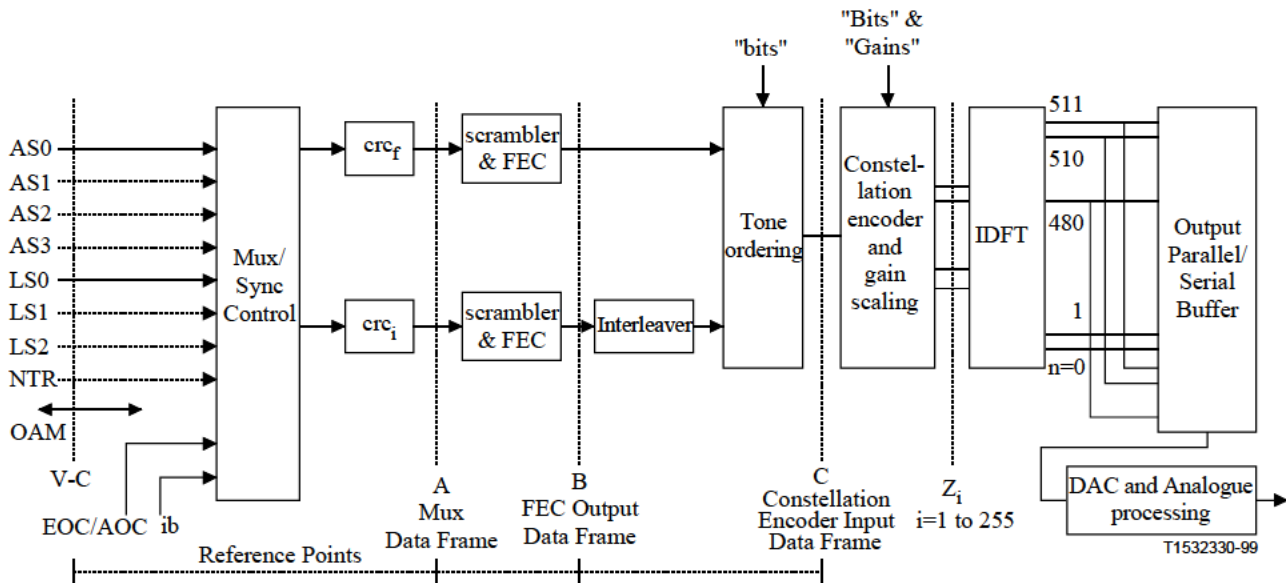 "Bits" &
"Gains"
"bits"
AS0
AS1
AS2
AS3
LS0
LS1
LS2
NTR
OAM
V-C
EOC/AOC
ib
Mux/
Sync
Control
crc_f
crc_i
scrambler
& FEC
scrambler
& FEC
Interleaver
Tone
ordering
Constel-
lation
encoder
and
gain
scaling
IDFT
511
510
480
1
n=0
Output
Parallel/
Serial
Buffer
DAC and Analogue
processing
A
Mux
Data Frame
B
FEC Output
Data Frame
C
Constellation
Encoder Input
Data Frame
Z_i
i=1 to 255
Reference Points
T1532330-99